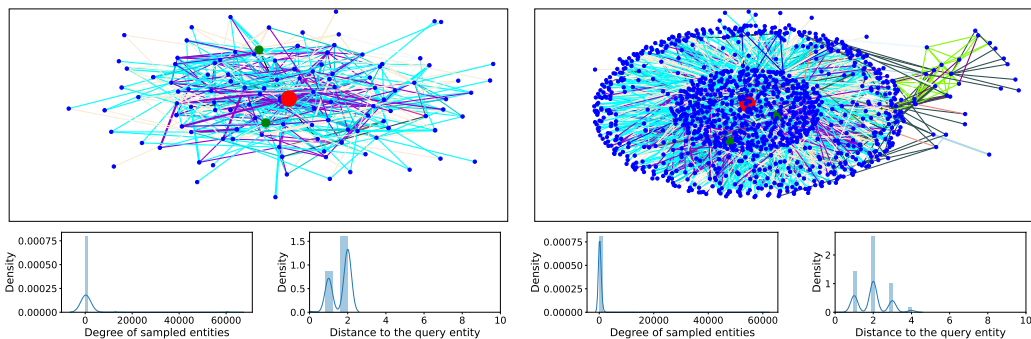 0.00075
0.00050
0.00025
0.00000
Density
0 20000 40000 60000
Degree of sampled entities
1.5
1.0
0.5
0.0
Density
0 2 4 6 8 10
Distance to the query entity
0.00075
0.00050
0.00025
0.00000
Density
0 20000 40000 60000
Degree of sampled entities
2
1
0
Density
0 2 4 6 8 10
Distance to the query entity